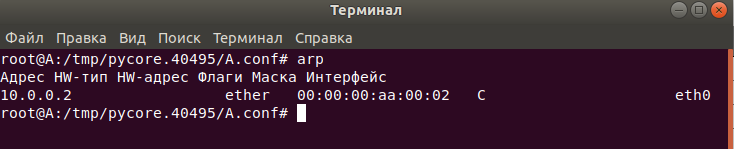 Терминал
Файл Правка Вид Поиск Терминал Справка
root@A:/tmp/pycore.40495/A.conf# arp
Адрес HW-тип HW-адрес Флаги Маска Интерфейс
10.0.0.2 ether 00:00:00:aa:00:02 C eth0
root@A:/tmp/pycore.40495/A.conf#